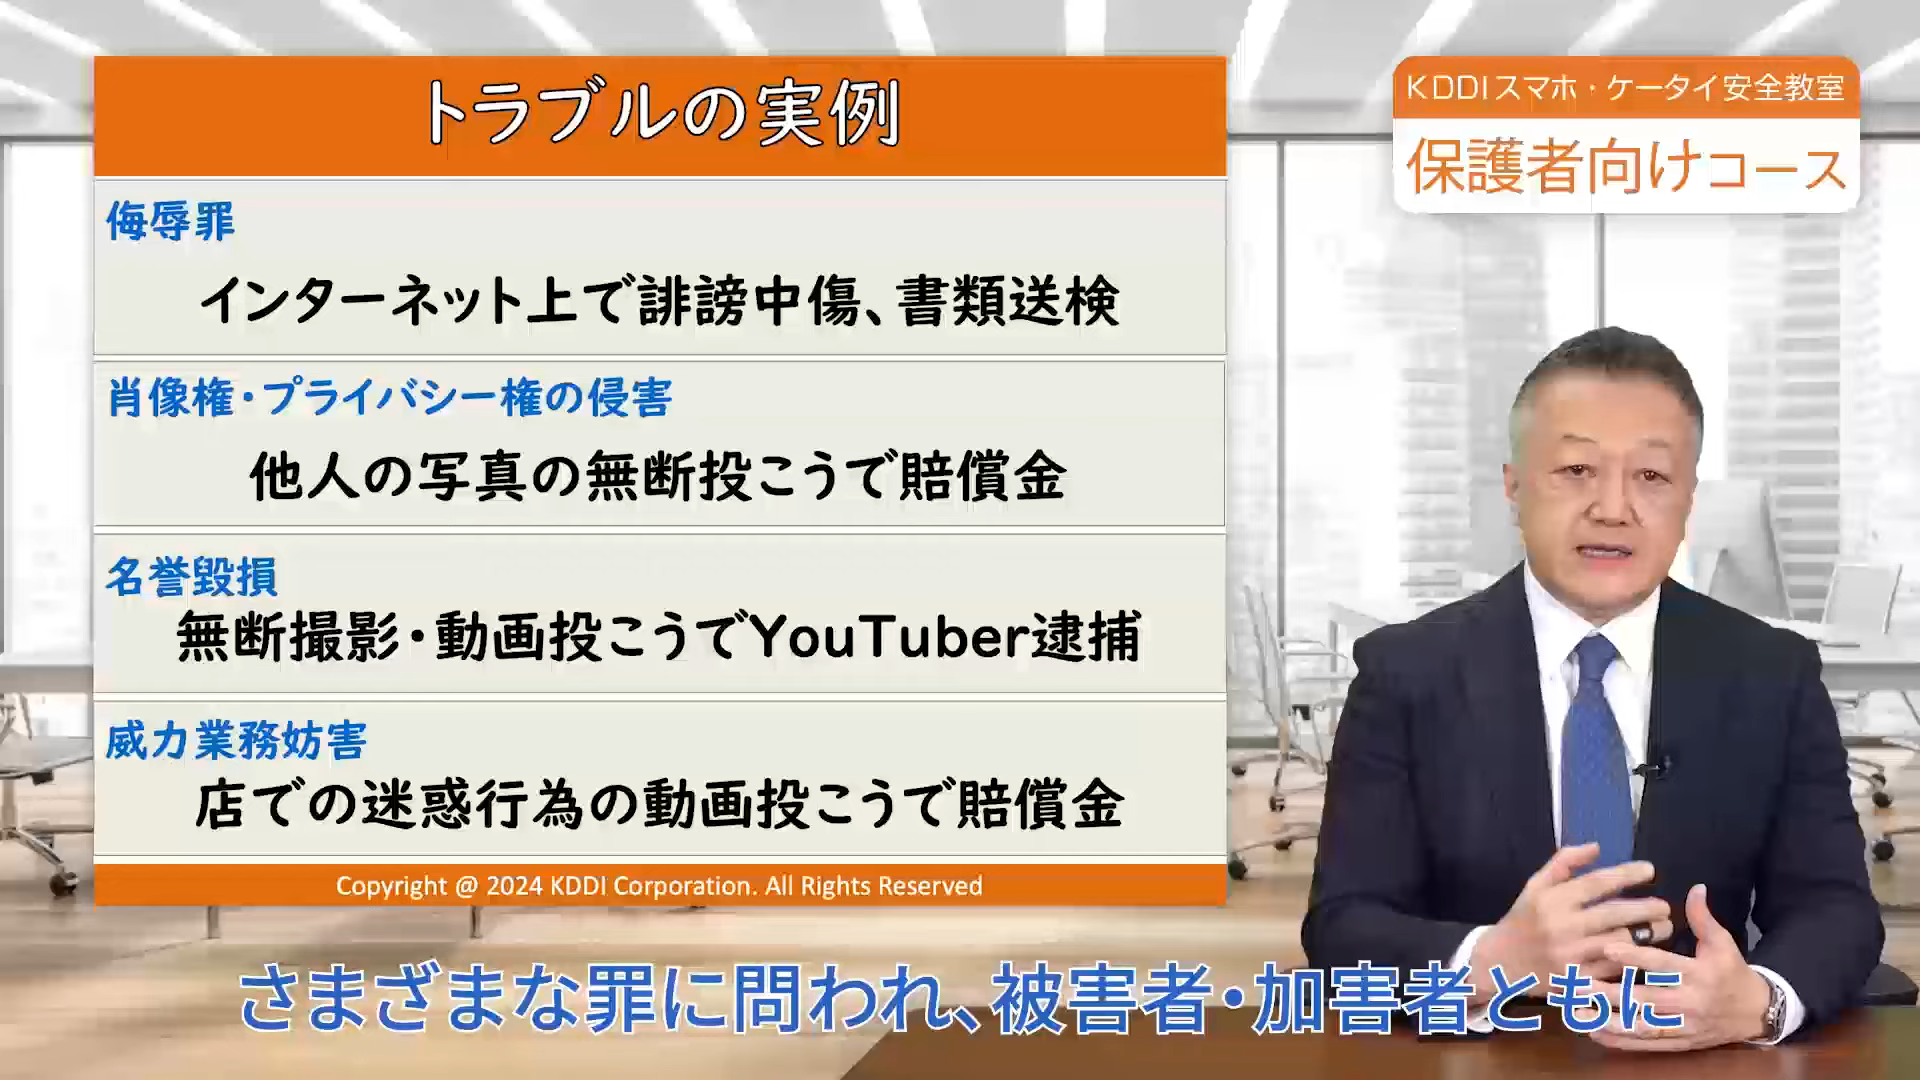 トラブルの実例
侮辱罪
インターネット上で誹謗中傷、書類送検
肖像権・プライバシー権の侵害
他人の写真の無断投こうで賠償金
名誉毀損
無断撮影・動画投こうでYouTuber逮捕
威力業務妨害
店での迷惑行為の動画投こうで賠償金
Copyright @ 2024 KDDI Corporation. All Rights Reserved
KDDIスマホ・ケータイ安全教室
保護者向けコース
さまざまな罪に問われ、被害者・加害者ともに